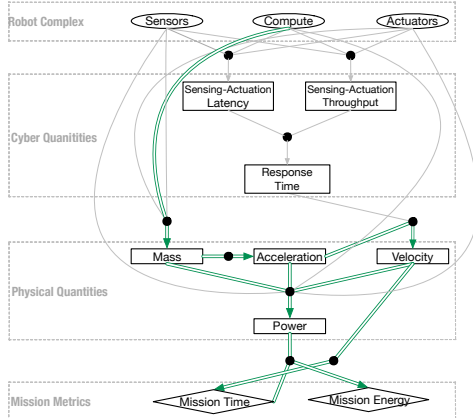 Robot Complex
Sensors
Compute
Actuators
Cyber Quanitities
Sensing-Actuation
Latency
Sensing-Actuation
Throughput
Response
Time
Physical Quantities
Mass
Acceleration
Velocity
Power
Mission Metrics
Mission Time
Mission Energy